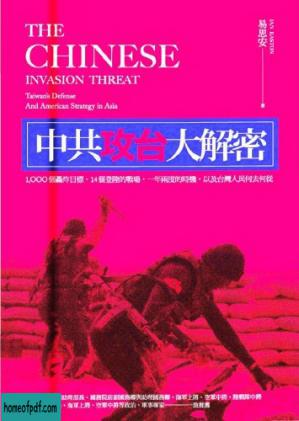 THE
CHINESE
INVASION THREAT
Taiwan's Defense
And American Strategy in Asia
IAN EASTON
易思安
著
中共攻台大解密
1,000個轟炸目標，14個登陸的戰場，一年兩度的時機，以及台灣人民何去何從
homeofpdf.com